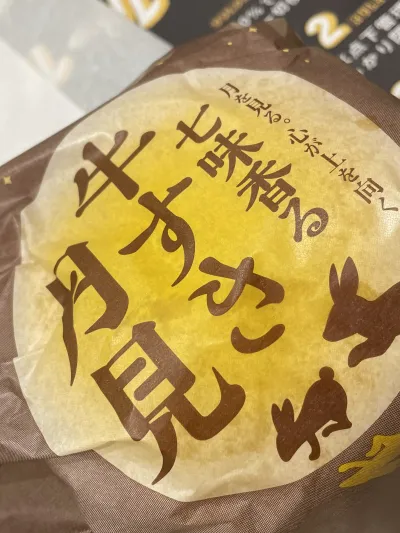 月を見る。心が上を向く
七味香る
牛すき
月見
2